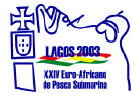 LAGOS 2003
XXIV Euro-Africano
de Pesca Submarina